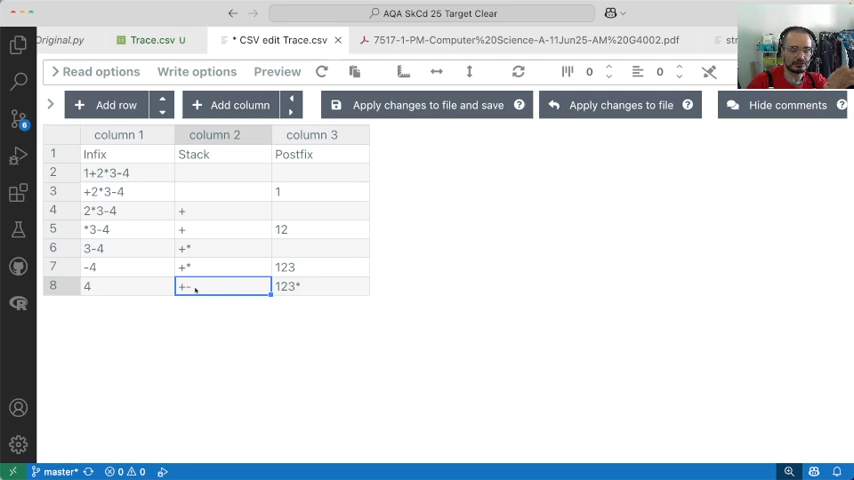 AQA SkCd 25 Target Clear
Original.py
Trace.csv U
* CSV edit Trace.csv
7517-1-PM-Computer%20Science-A-11Jun25-AM%20G4002.pdf
Read options
Write options
Preview
0
0
Add row
Add column
Apply changes to file and save
Apply changes to file
Hide comments
column 1 column 2 column 3
1 Infix Stack Postfix
2 1+2*3-4
3 +2*3-4 1
4 2*3-4 +
5 *3-4 + 12
6 3-4 +*
7 -4 +* 123
8 4 +- 123*
6
master*
0 0